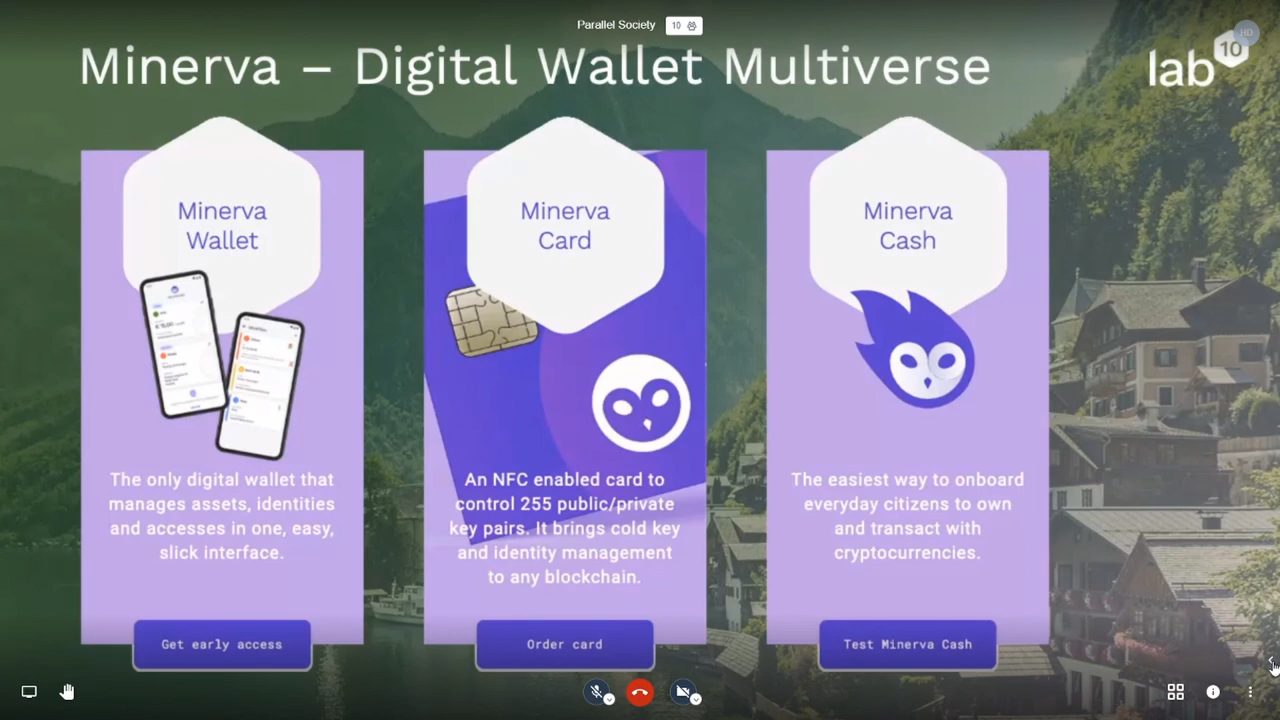 Parallel Society 10
HD
Minerva – Digital Wallet Multiverse
lab10
Minerva
Wallet
The only digital wallet that
manages assets, identities
and accesses in one, easy,
slick interface.
Get early access
Minerva
Card
An NFC enabled card to
control 255 public/private
key pairs. It brings cold key
and identity management
to any blockchain.
Order card
Minerva
Cash
The easiest way to onboard
everyday citizens to own
and transact with
cryptocurrencies.
Test Minerva Cash